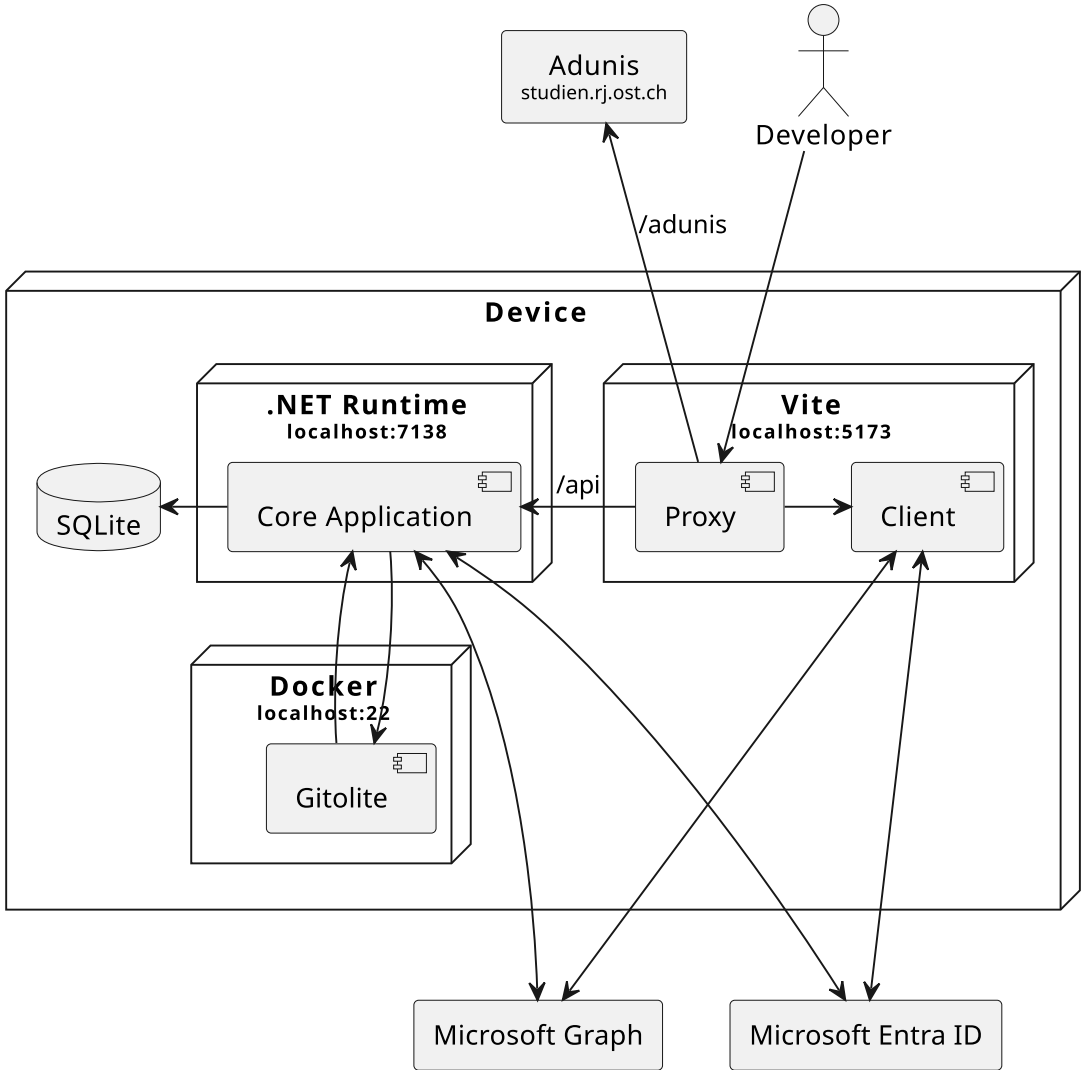 Adunis
studien.rj.ost.ch
Developer
/adunis
Device
.NET Runtime
localhost:7138
Vite
localhost:5173
SQLite
Core Application
/api
Proxy
Client
Docker
localhost:22
Gitolite
Microsoft Graph
Microsoft Entra ID